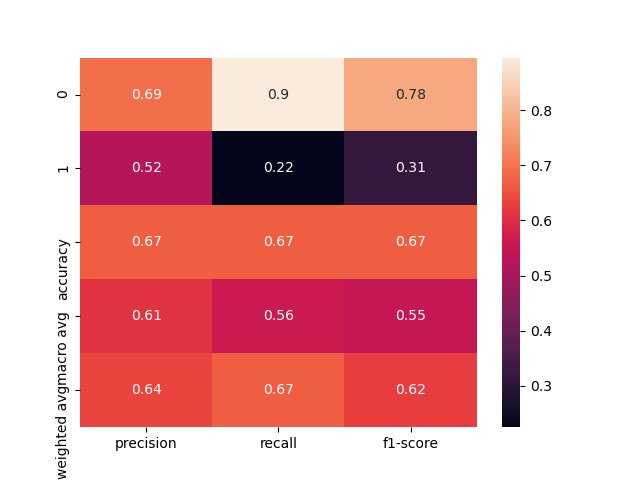 0 0.69 0.9 0.78
1 0.52 0.22 0.31
accuracy 0.67 0.67 0.67
macro avg 0.61 0.56 0.55
weighted avg 0.64 0.67 0.62
precision recall f1-score
0.8
0.7
0.6
0.5
0.4
0.3